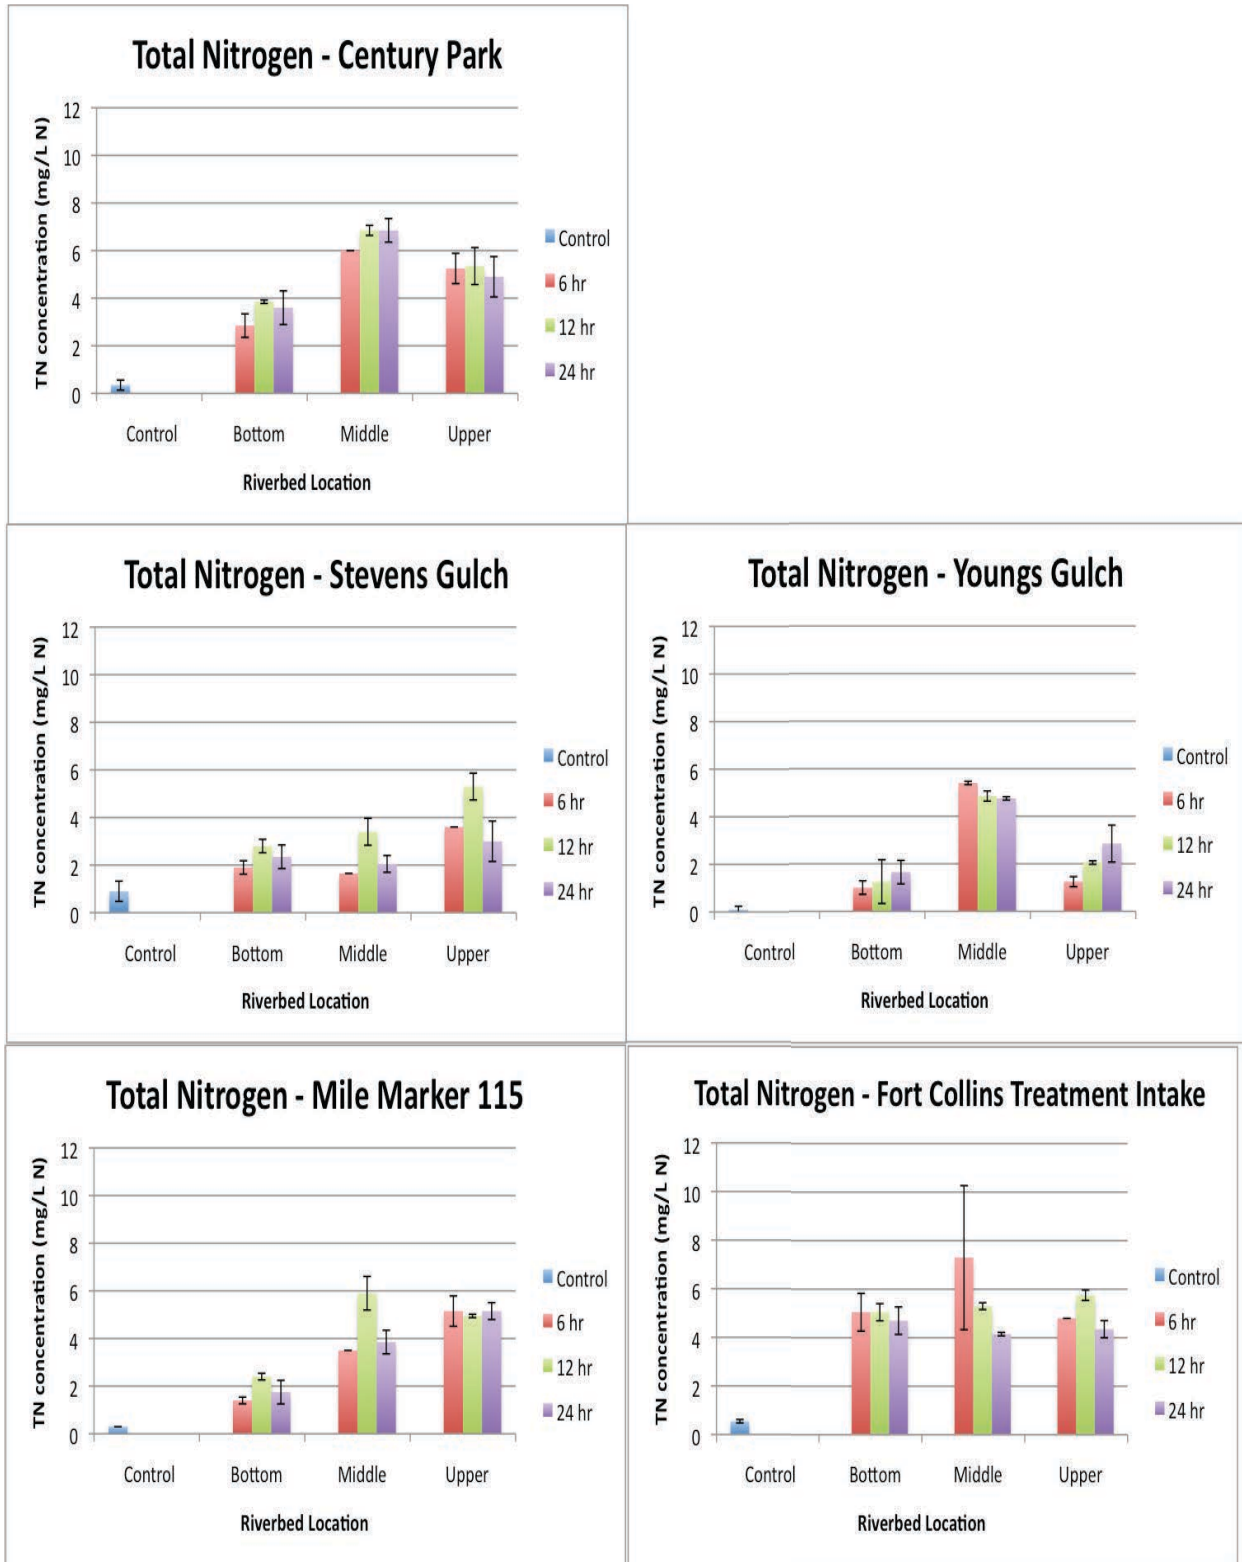 Total Nitrogen - Century Park
TN concentration (mg/L N)
12
10
8
6
4
2
0
Control
Bottom
Middle
Upper
Riverbed Location
Control
6 hr
12 hr
24 hr
Total Nitrogen - Stevens Gulch
TN concentration (mg/L N)
12
10
8
6
4
2
0
Control
Bottom
Middle
Upper
Riverbed Location
Control
6 hr
12 hr
24 hr
Total Nitrogen - Youngs Gulch
TN concentration (mg/L N)
12
10
8
6
4
2
0
Control
Bottom
Middle
Upper
Riverbed Location
Control
6 hr
12 hr
24 hr
Total Nitrogen - Mile Marker 115
TN concentration (mg/L N)
12
10
8
6
4
2
0
Control
Bottom
Middle
Upper
Riverbed Location
Control
6 hr
12 hr
24 hr
Total Nitrogen - Fort Collins Treatment Intake
TN concentration (mg/L N)
12
10
8
6
4
2
0
Control
Bottom
Middle
Upper
Riverbed Location
Control
6 hr
12 hr
24 hr